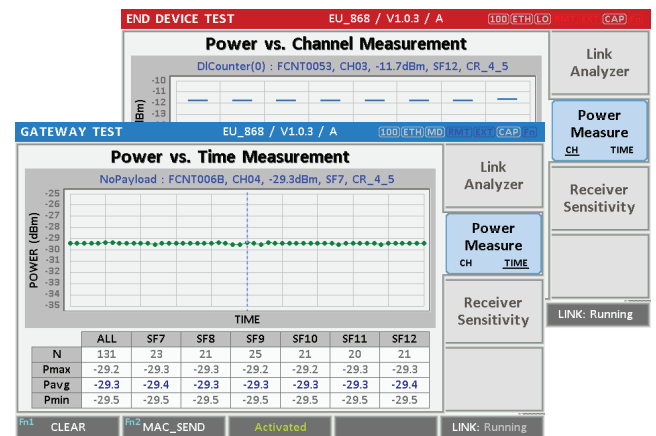 END DEVICE TEST EU_868 / V1.0.3 / A 100 ETH LO RMT EXT CAP Fn
Power vs. Channel Measurement
DlCounter(0) : FCNT0053, CH03, -11.7dBm, SF12, CR_4_5
-10
-11
-12
-13
Bm)
Link
Analyzer
Power
Measure
CH TIME
Receiver
Sensitivity
LINK: Running
GATEWAY TEST EU_868 / V1.0.3 / A 100 ETH MD RMT EXT CAP Fn
Power vs. Time Measurement
NoPayload : FCNT006B, CH04, -29.3dBm, SF7, CR_4_5
POWER (dBm)
-25
-26
-27
-28
-29
-30
-31
-32
-33
-34
-35
TIME
Link
Analyzer
Power
Measure
CH TIME
Receiver
Sensitivity
ALL SF7 SF8 SF9 SF10 SF11 SF12
N 131 23 21 25 21 20 21
Pmax -29.2 -29.3 -29.3 -29.2 -29.2 -29.3 -29.3
Pavg -29.3 -29.4 -29.3 -29.3 -29.3 -29.3 -29.4
Pmin -29.5 -29.5 -29.5 -29.5 -29.5 -29.5 -29.5
Fn1 CLEAR Fn2 MAC_SEND Activated LINK: Running